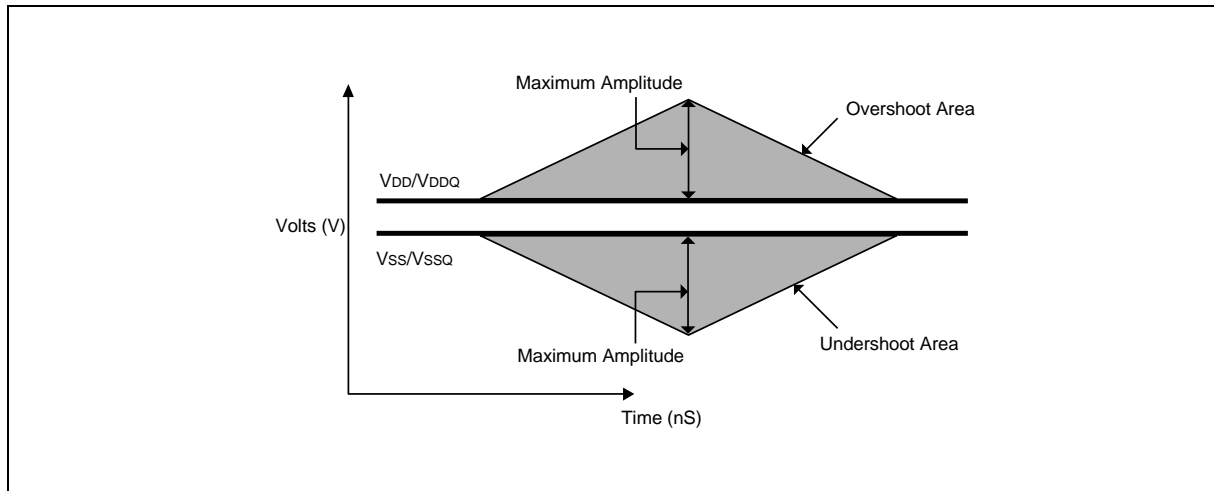 Maximum Amplitude
Overshoot Area
VDD/VDDQ
Volts (V)
VSS/VSSQ
Maximum Amplitude
Undershoot Area
Time (nS)